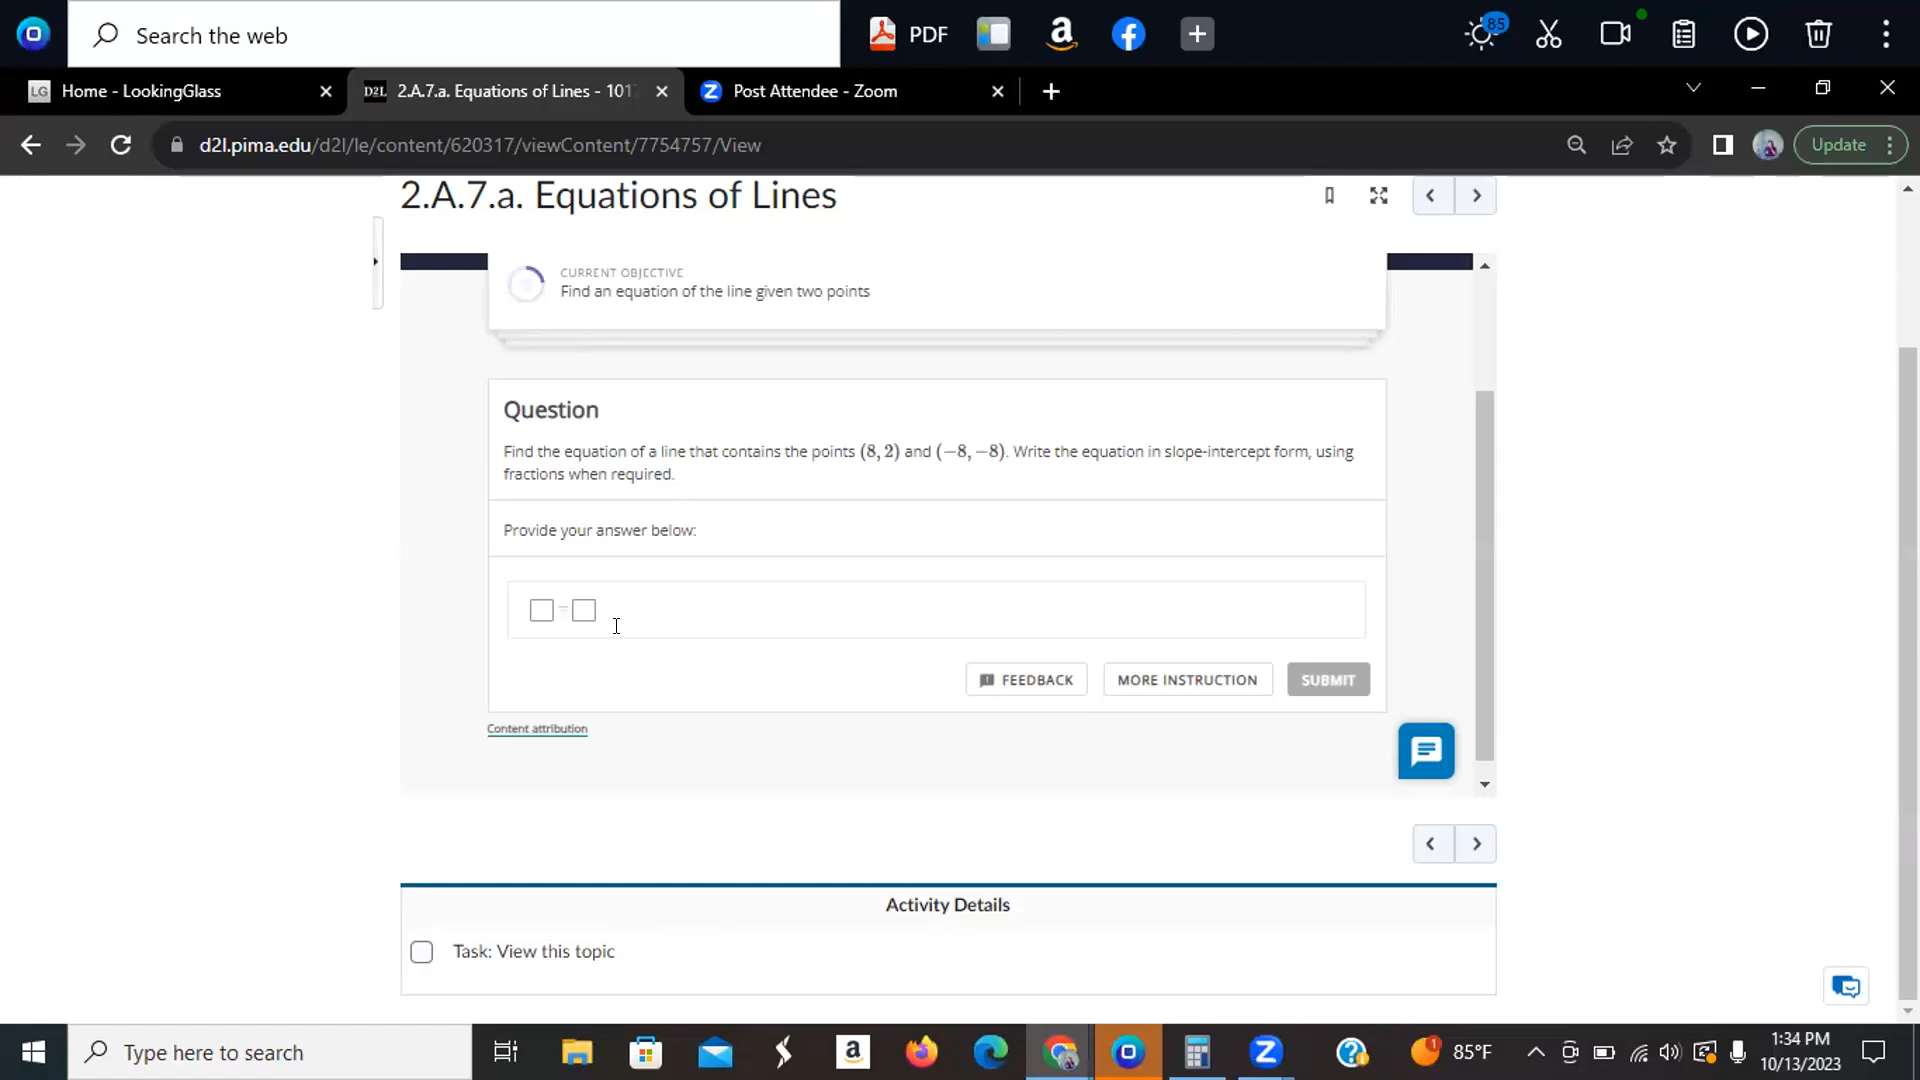 Search the web
PDF
85
LG Home - LookingGlass
D2L 2.A.7.a. Equations of Lines - 101
Post Attendee - Zoom
d2l.pima.edu/d2l/le/content/620317/viewContent/7754757/View
Update
2.A.7.a. Equations of Lines
CURRENT OBJECTIVE
Find an equation of the line given two points
Question
Find the equation of a line that contains the points (8, 2) and (−8, −8). Write the equation in slope-intercept form, using
fractions when required.
Provide your answer below:
=
FEEDBACK
MORE INSTRUCTION
SUBMIT
Content attribution
Activity Details
Task: View this topic
Type here to search
85°F
1:34 PM
10/13/2023